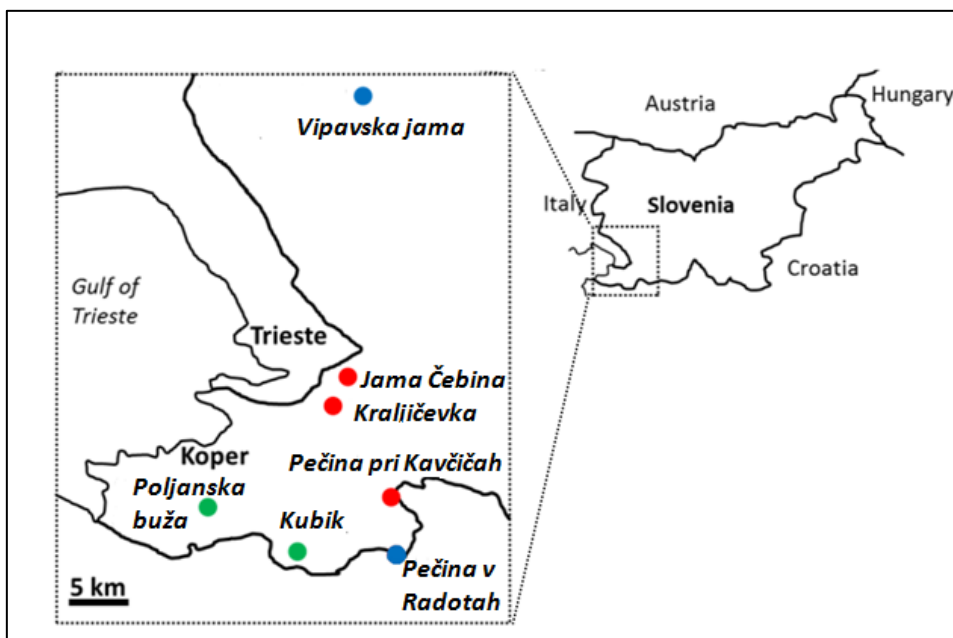 Vipavska jama
Gulf of
Trieste
Trieste
Jama Čebina
Kraljičevka
Pečina pri Kavčičah
Koper
Poljanska
buža
Kubik
Pečina v
Radotah
5 km
Austria
Hungary
Italy
Slovenia
Croatia